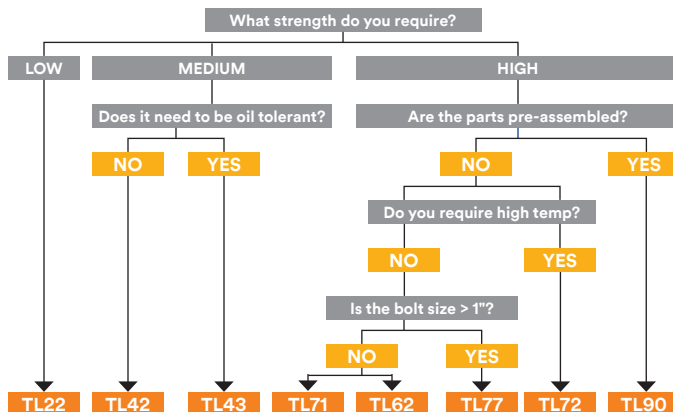 What strength do you require?
LOW
MEDIUM
HIGH
Does it need to be oil tolerant?
Are the parts pre-assembled?
NO
YES
NO
YES
Do you require high temp?
NO
YES
Is the bolt size > 1"?
NO
YES
TL22
TL42
TL43
TL71
TL62
TL77
TL72
TL90